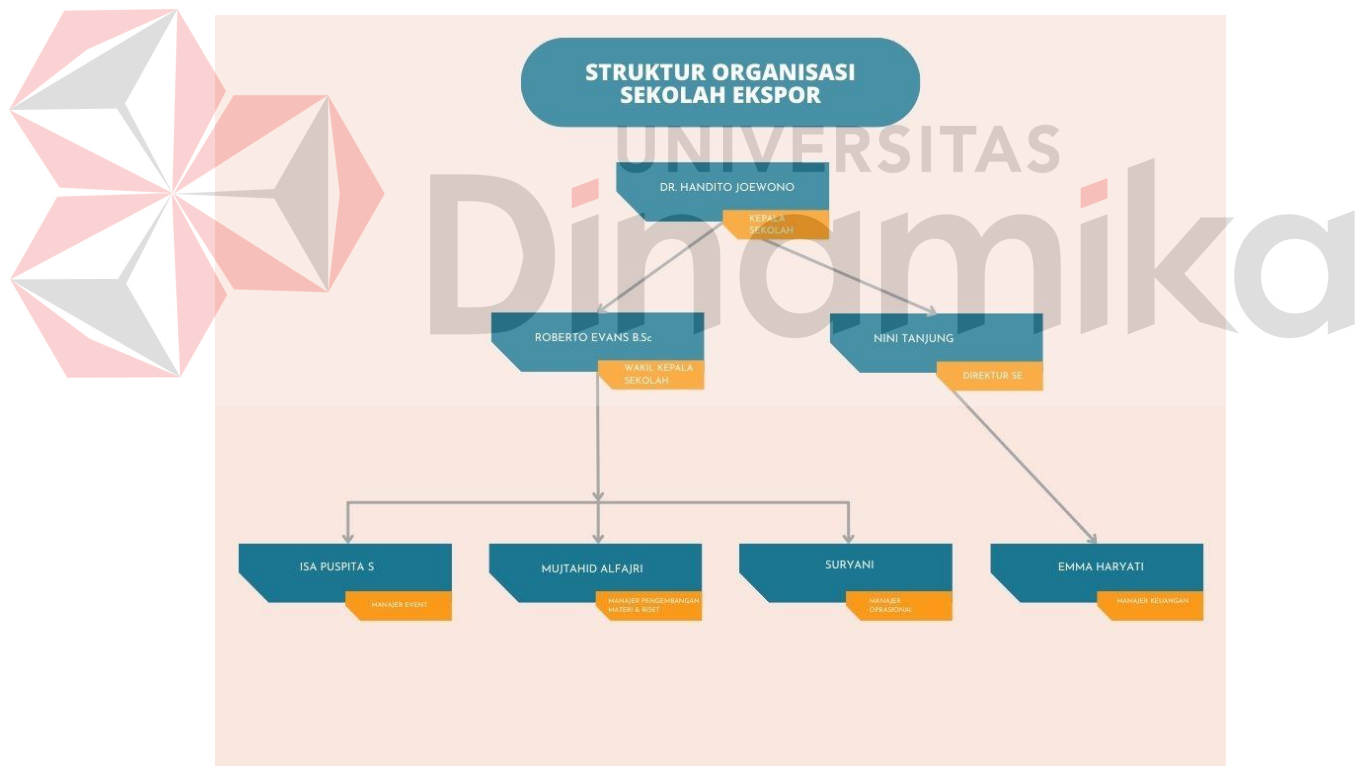 STRUKTUR ORGANISASI
SEKOLAH EKSPOR
UNIVERSITAS
Dinamika
DR. HANDITO JOEWONO
KEPALA
SEKOLAH
ROBERTO EVANS B.Sc
WAKIL KEPALA
SEKOLAH
NINI TANJUNG
DIREKTUR SE
ISA PUSPITA S
MANAJER EVENT
MUJTAHID ALFAJRI
MANAJER PENGEMBANGAN
MATERI & RISET
SURYANI
MANAJER
OPRASIONAL
EMMA HARYATI
MANAJER KEUANGAN